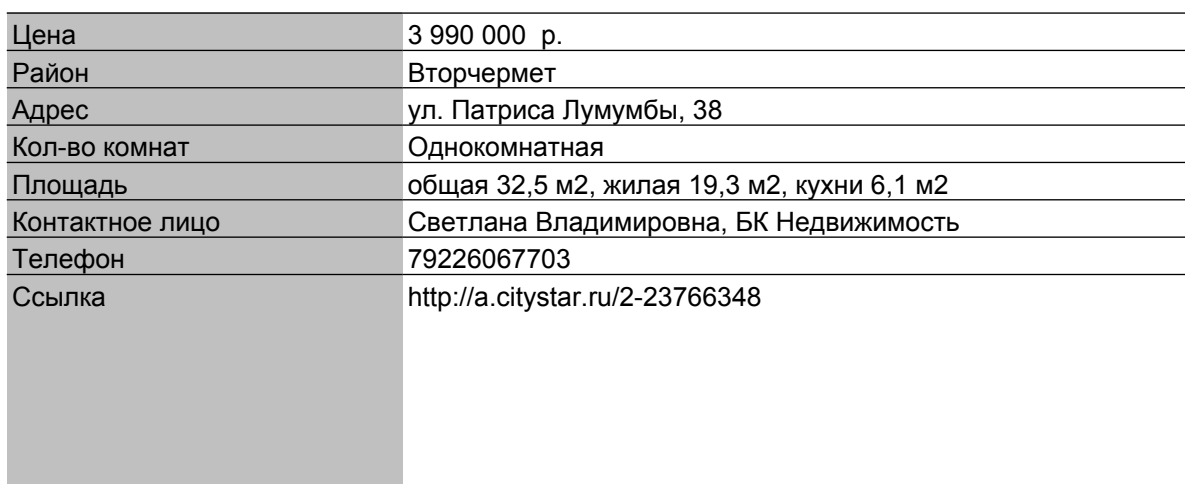 Цена 3 990 000 р.
Район Вторчермет
Адрес ул. Патриса Лумумбы, 38
Кол-во комнат Однокомнатная
Площадь общая 32,5 м2, жилая 19,3 м2, кухни 6,1 м2
Контактное лицо Светлана Владимировна, БК Недвижимость
Телефон 79226067703
Ссылка http://a.citystar.ru/2-23766348